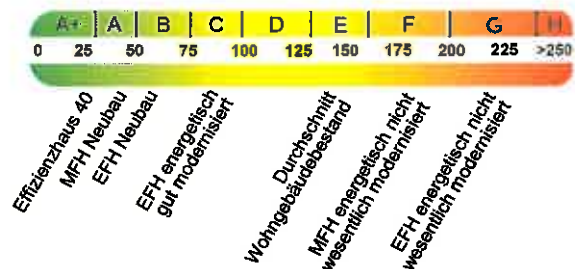 A+ A B C D E F G H
0 25 50 75 100 125 150 175 200 225 >250
Effizienzhaus 40
MFH Neubau
EFH Neubau
EFH energetisch
gut modernisiert
Durchschnitt
Wohngebäudebestand
MFH energetisch nicht
wesentlich modernisiert
EFH energetisch nicht
wesentlich modernisiert